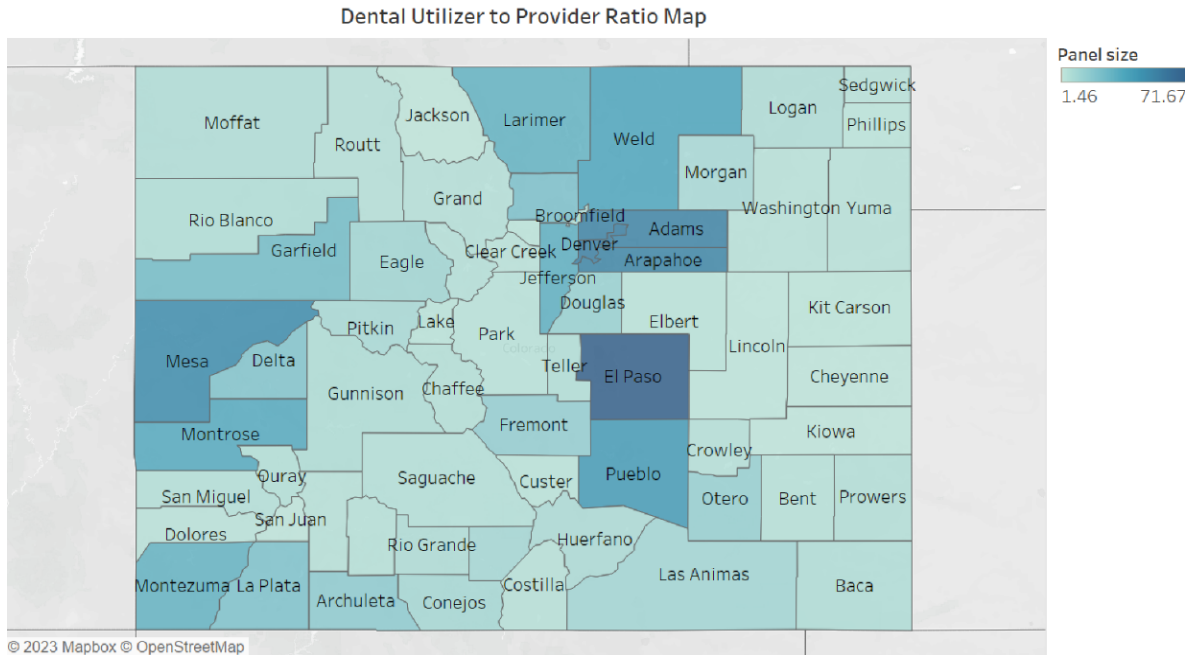 Dental Utilizer to Provider Ratio Map
Panel size
1.46 71.67
Sedgwick
Logan
Jackson
Larimer
Moffat
Phillips
Weld
Routt
Morgan
Grand
Washington Yuma
Rio Blanco
Broomfield
Adams
Denver
Garfield
Clear Creek
Eagle
Arapahoe
Jefferson
Douglas
Kit Carson
Elbert
Lake
Pitkin
Park
Colorado
Lincoln
Mesa
Delta
Teller
El Paso
Cheyenne
Chaffee
Gunnison
Fremont
Kiowa
Montrose
Crowley
Pueblo
Ouray
Saguache
Custer
San Miguel
Otero
Bent
Prowers
San Juan
Dolores
Huerfano
Rio Grande
Las Animas
Montezuma
La Plata
Costilla
Baca
Archuleta
Conejos
© 2023 Mapbox © OpenStreetMap